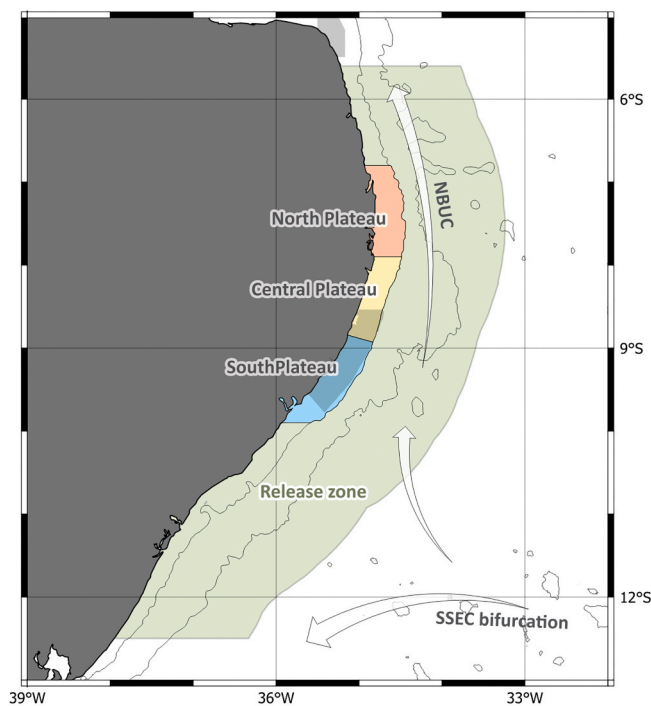 6°S
NBUC
North Plateau
Central Plateau
9°S
SouthPlateau
Release zone
12°S
SSEC bifurcation
39°W
36°W
33°W